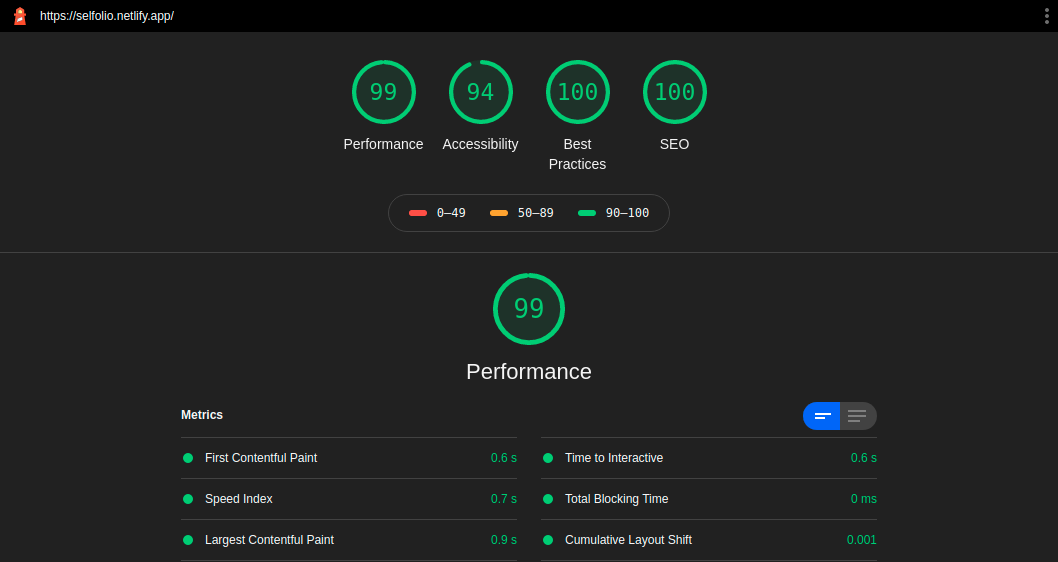 https://selfolio.netlify.app/
99
94
100
100
Performance
Accessibility
Best
Practices
SEO
0–49
50–89
90–100
99
Performance
Metrics
First Contentful Paint
0.6 s
Time to Interactive
0.6 s
Speed Index
0.7 s
Total Blocking Time
0 ms
Largest Contentful Paint
0.9 s
Cumulative Layout Shift
0.001